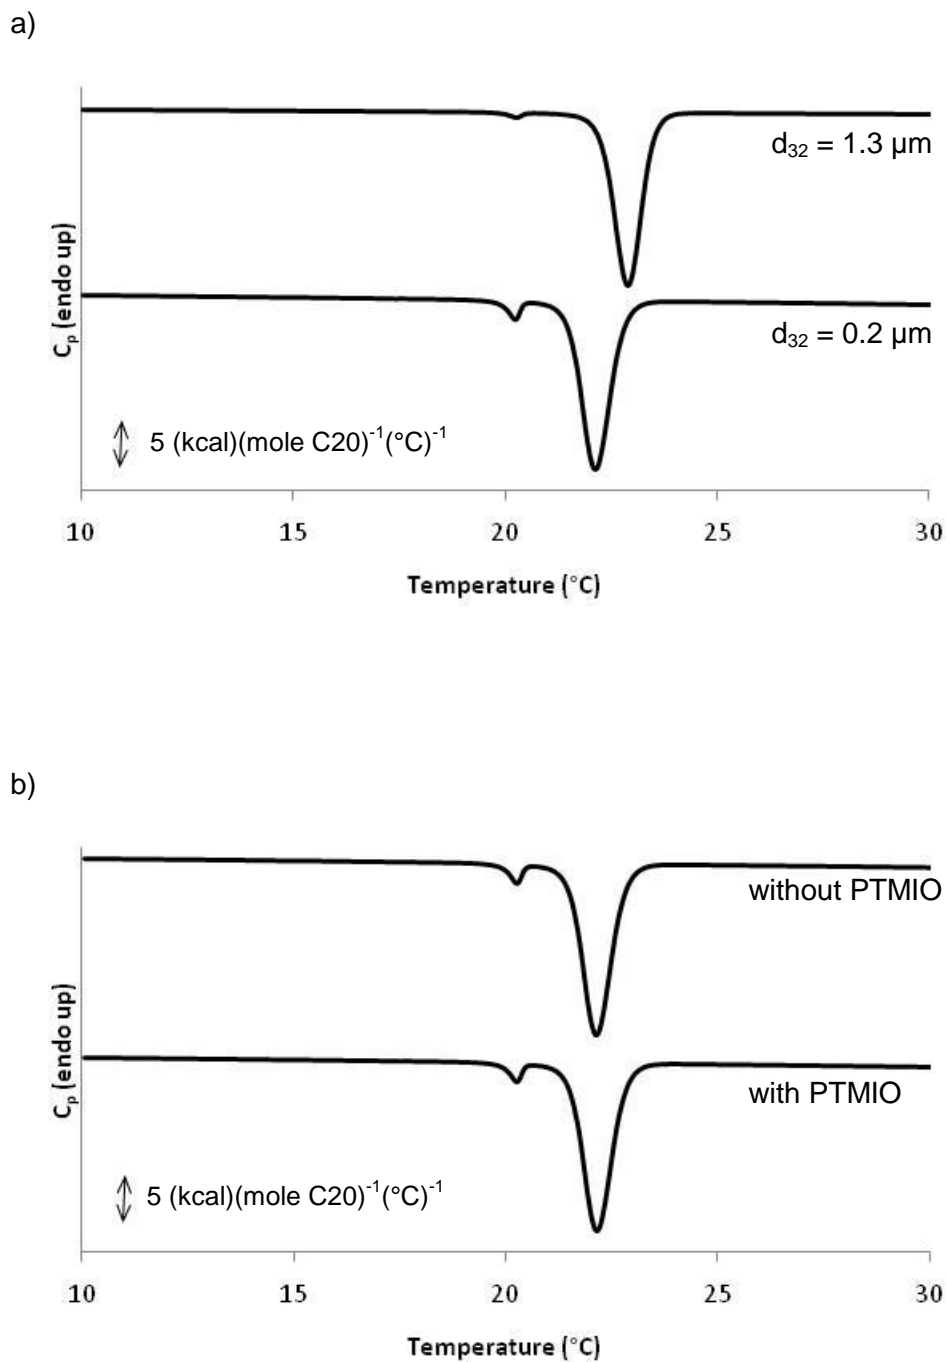 a)
d₃₂ = 1.3 µm
Cₚ (endo up)
d₃₂ = 0.2 µm
5 (kcal)(mole C20)⁻¹(°C)⁻¹
10 15 20 25 30
Temperature (°C)
b)
without PTMIO
Cₚ (endo up)
with PTMIO
5 (kcal)(mole C20)⁻¹(°C)⁻¹
10 15 20 25 30
Temperature (°C)